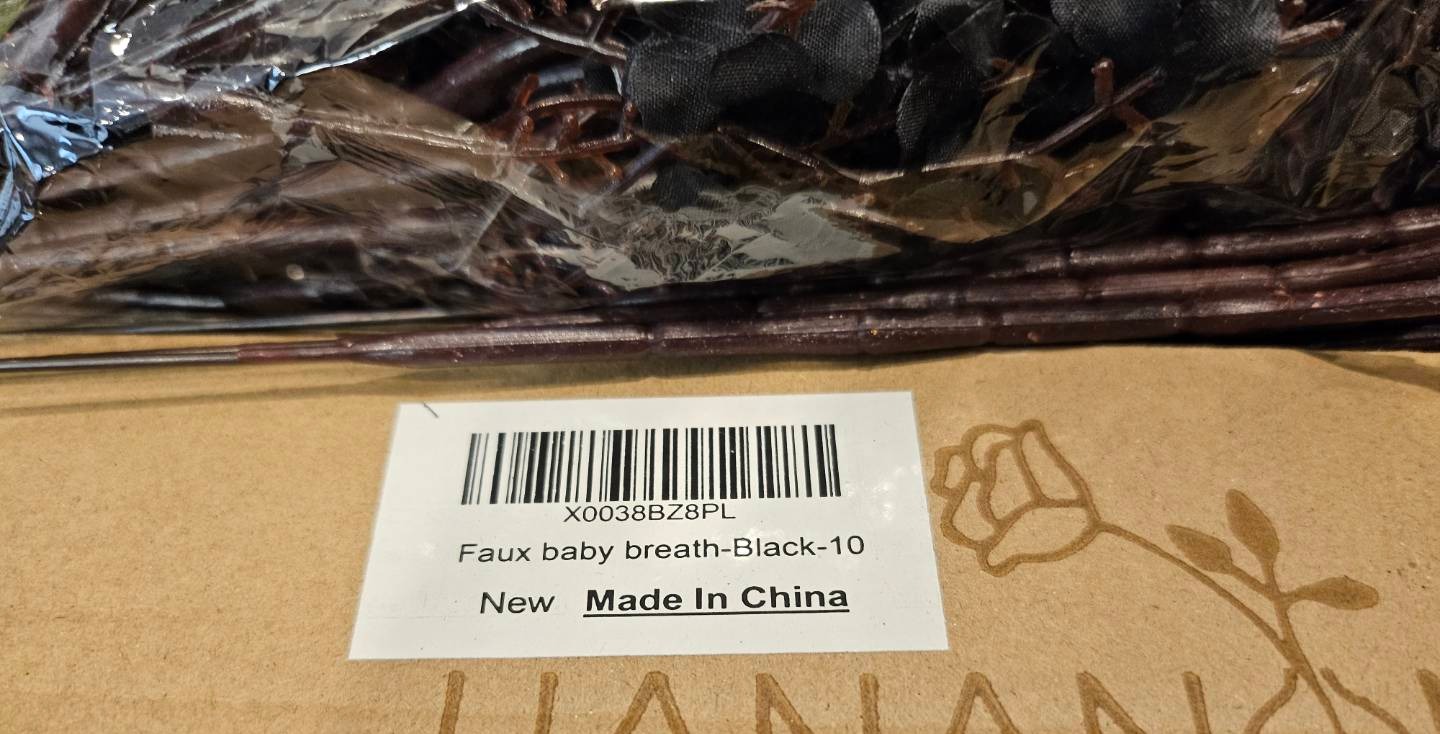 X0038BZ8PL
Faux baby breath-Black-10
New Made In China